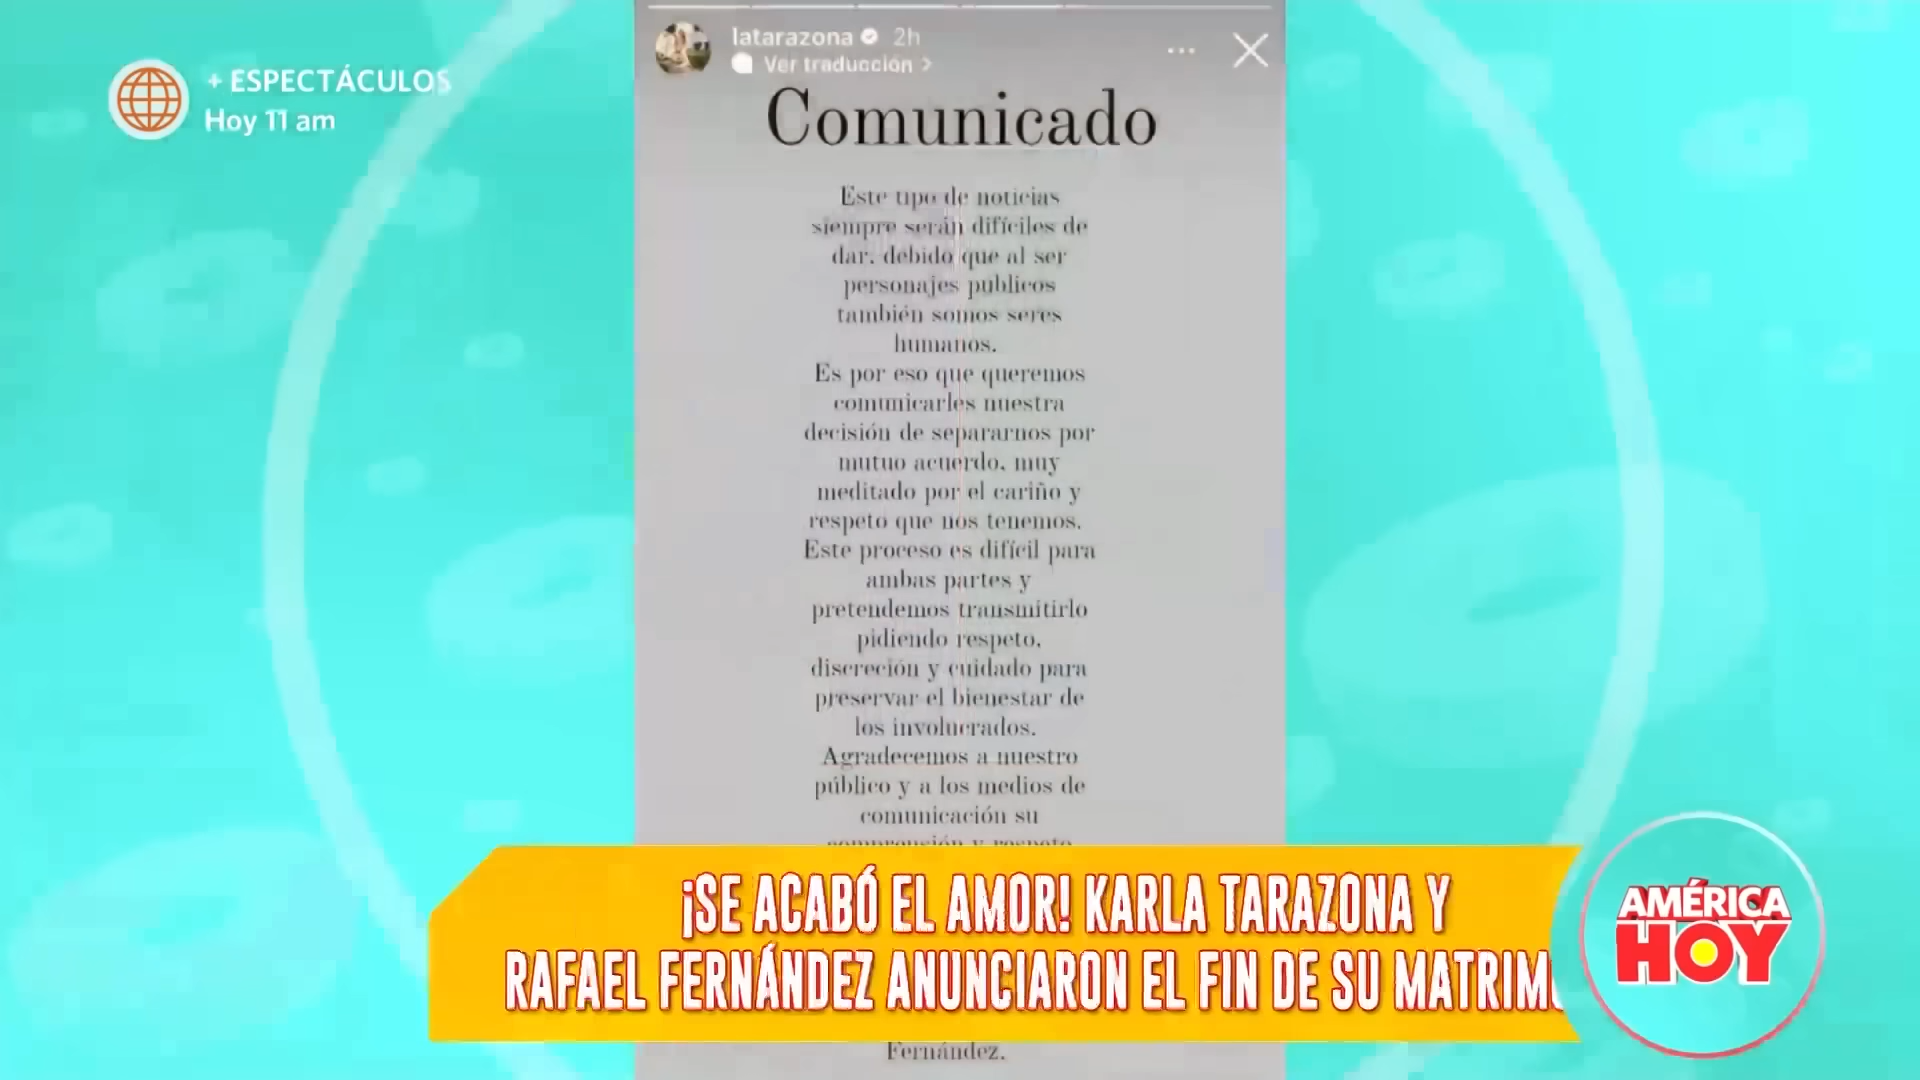 latarazona 2h
Ver traducción >
+ ESPECTÁCULOS
Hoy 11 am
Comunicado
Este tipo de noticias
siempre serán difíciles de
dar, debido que al ser
personajes públicos
también somos seres
humanos.
Es por eso que queremos
comunicarles nuestra
decisión de separarnos por
mutuo acuerdo, muy
meditado por el cariño y
respeto que nos tenemos.
Este proceso es difícil para
ambas partes y
pretendemos transmitirlo
pidiendo respeto,
discreción y cuidado para
preservar el bienestar de
los involucrados.
Agradecemos a nuestro
público y a los medios de
comunicación su
comprensión y respeto
¡SE ACABÓ EL AMOR! KARLA TARAZONA Y
RAFAEL FERNÁNDEZ ANUNCIARON EL FIN DE SU MATRIMO
AMÉRICA
HOY
Fernández.